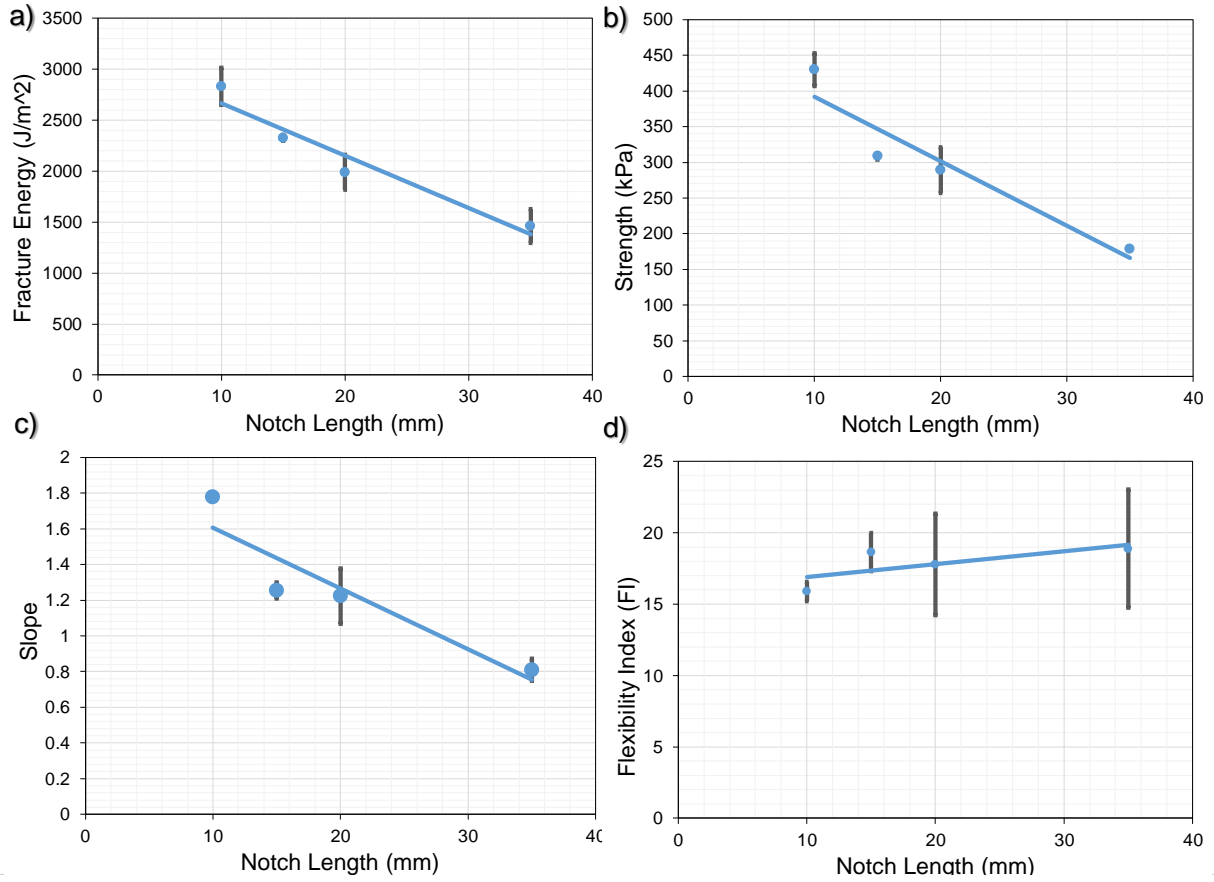 a)
Fracture Energy (J/m^2)
3500
3000
2500
2000
1500
1000
500
0
0 10 20 30 40
Notch Length (mm)
b)
Strength (kPa)
500
450
400
350
300
250
200
150
100
50
0
0 10 20 30 40
Notch Length (mm)
c)
Slope
2
1.8
1.6
1.4
1.2
1
0.8
0.6
0.4
0.2
0
0 10 20 30 40
Notch Length (mm)
d)
Flexibility Index (FI)
25
20
15
10
5
0
0 10 20 30 40
Notch Length (mm)